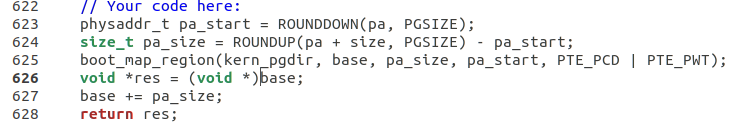 622 // Your code here:
623 physaddr_t pa_start = ROUNDDOWN(pa, PGSIZE);
624 size_t pa_size = ROUNDUP(pa + size, PGSIZE) - pa_start;
625 boot_map_region(kern_pgdir, base, pa_size, pa_start, PTE_PCD | PTE_PWT);
626 void *res = (void *)base;
627 base += pa_size;
628 return res;